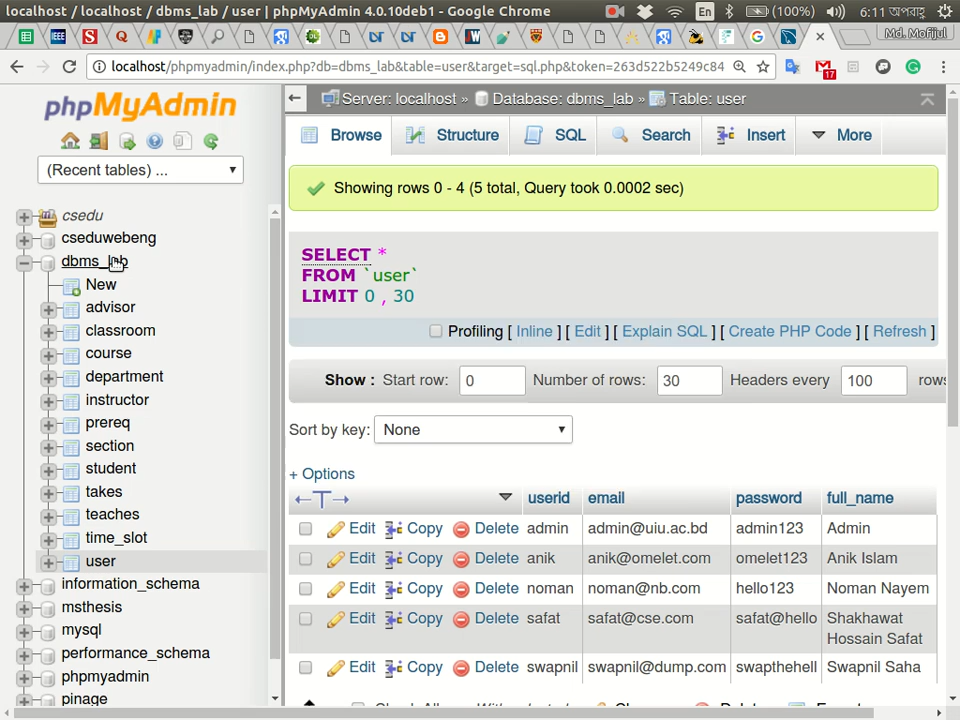 localhost / localhost / dbms_lab / user | phpMyAdmin 4.0.10deb1 - Google Chrome
En
(100%)
6:11 অপরাহ্ণ
Md. Mofijul
localhost/phpmyadmin/index.php?db=dbms_lab&table=user&target=sql.php&token=263d522b5249c84
17
phpMyAdmin
(Recent tables) ...
csedu
cseduwebeng
dbms_lab
New
advisor
classroom
course
department
instructor
prereq
section
student
takes
teaches
time_slot
user
information_schema
msthesis
mysql
performance_schema
phpmyadmin
pinage
Server: localhost » Database: dbms_lab » Table: user
Browse Structure SQL Search Insert More
Showing rows 0 - 4 (5 total, Query took 0.0002 sec)
SELECT *
FROM `user`
LIMIT 0 , 30
Profiling [ Inline ] [ Edit ] [ Explain SQL ] [ Create PHP Code ] [ Refresh ]
Show : Start row: 0 Number of rows: 30 Headers every 100 rows
Sort by key: None
+ Options
userid email password full_name
Edit Copy Delete admin admin@uiu.ac.bd admin123 Admin
Edit Copy Delete anik anik@omelet.com omelet123 Anik Islam
Edit Copy Delete noman noman@nb.com hello123 Noman Nayem
Edit Copy Delete safat safat@cse.com safat@hello Shakhawat
Hossain Safat
Edit Copy Delete swapnil swapnil@dump.com swapthehell Swapnil Saha